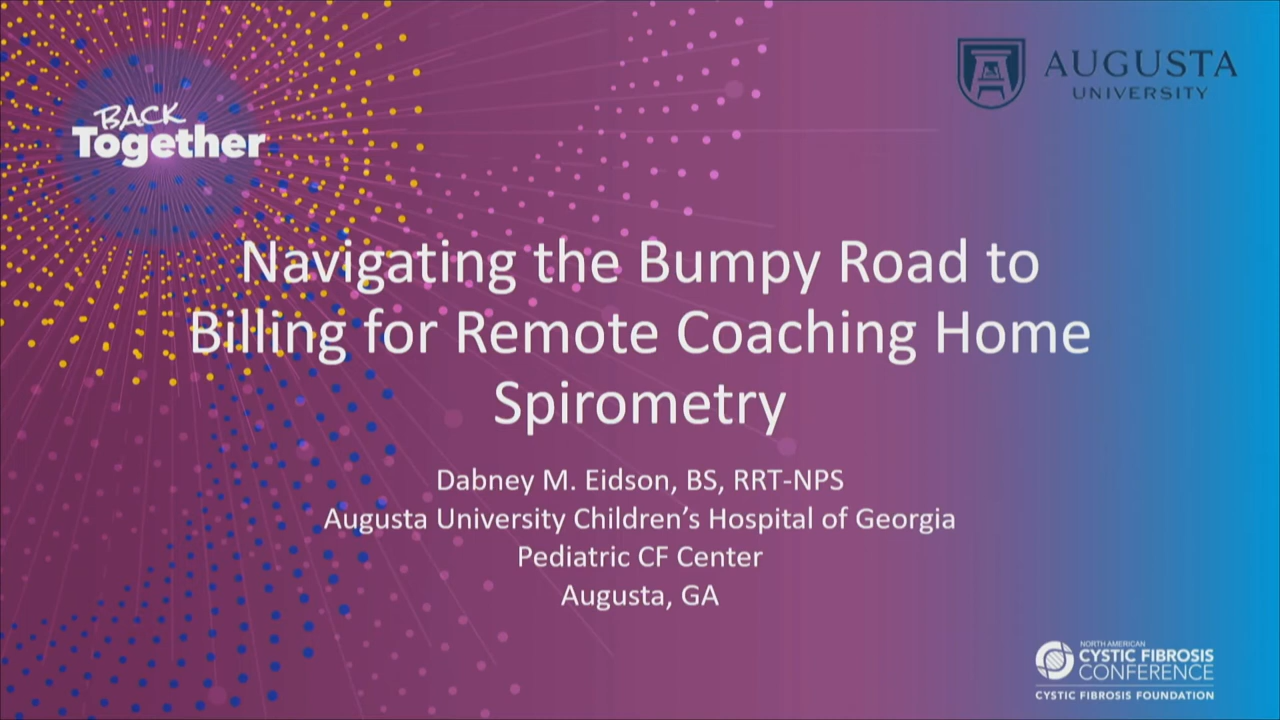 BACK
Together
AUGUSTA
UNIVERSITY
Navigating the Bumpy Road to
Billing for Remote Coaching Home
Spirometry
Dabney M. Eidson, BS, RRT-NPS
Augusta University Children’s Hospital of Georgia
Pediatric CF Center
Augusta, GA
NORTH AMERICAN
CYSTIC FIBROSIS
CONFERENCE
CYSTIC FIBROSIS FOUNDATION